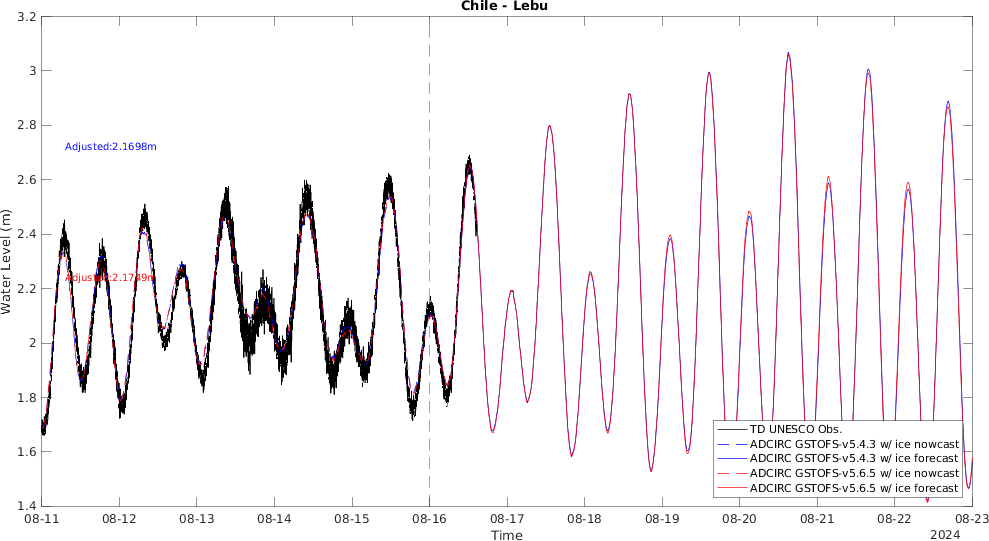 Chile - Lebu
3.2
3
2.8
2.6
2.4
2.2
2
1.8
1.6
1.4
Water Level (m)
Adjusted:2.1698m
Adjusted:2.1749m
TD UNESCO Obs.
ADCIRC GSTOFS-v5.4.3 w/ ice nowcast
ADCIRC GSTOFS-v5.4.3 w/ ice forecast
ADCIRC GSTOFS-v5.6.5 w/ ice nowcast
ADCIRC GSTOFS-v5.6.5 w/ ice forecast
08-11 08-12 08-13 08-14 08-15 08-16 08-17 08-18 08-19 08-20 08-21 08-22 08-23
Time
2024